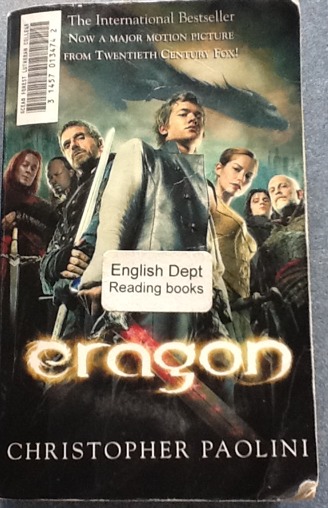 The International Bestseller
Now a major motion picture
from Twentieth Century Fox!
3 1457 013474 2
English Dept
Reading books
eragon
CHRISTOPHER PAOLINI